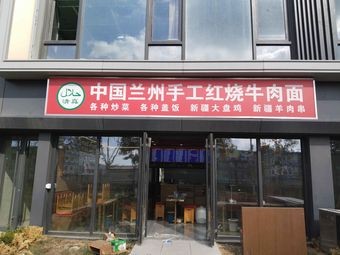 حلال
清真
中国兰州手工红烧牛肉面
各种炒菜 各种盖饭 新疆大盘鸡 新疆羊肉串